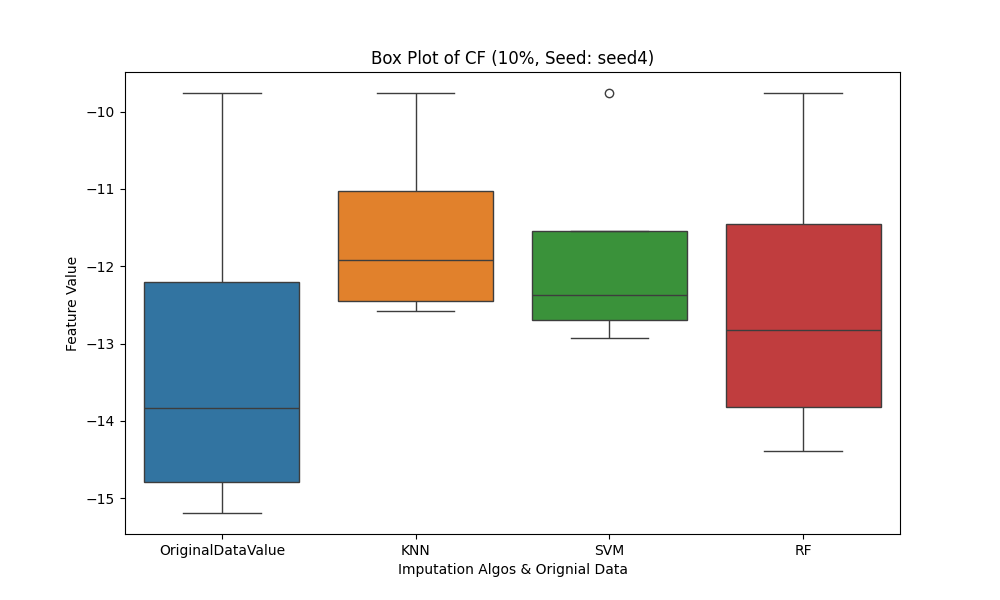 Box Plot of CF (10%, Seed: seed4)
−10
−11
−12
−13
−14
−15
Feature Value
OriginalDataValue
KNN
SVM
RF
Imputation Algos & Orignial Data